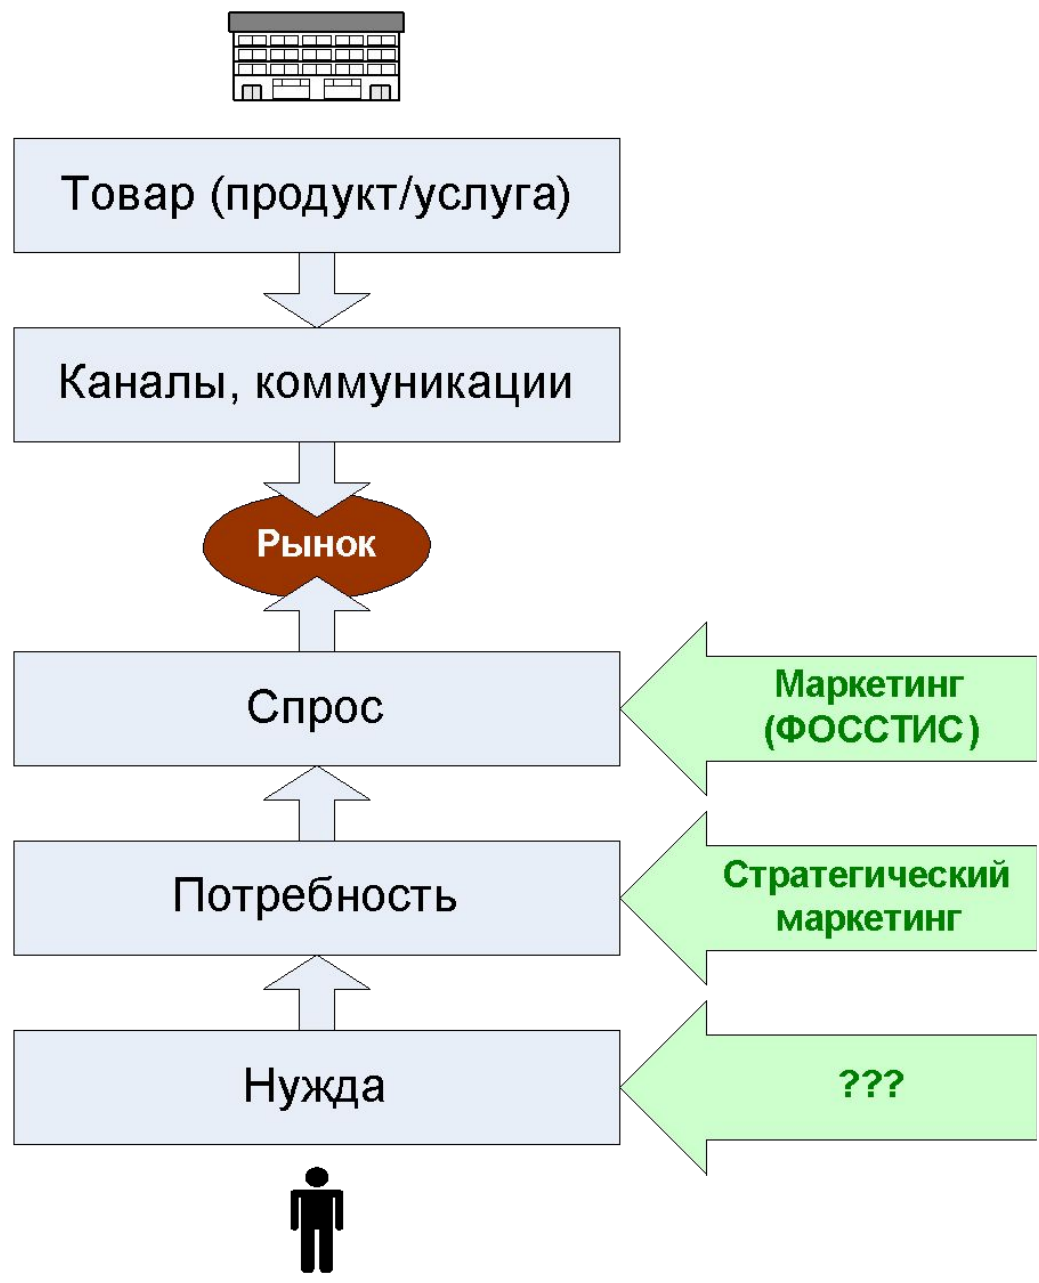 Товар (продукт/услуга)
Каналы, коммуникации
Рынок
Спрос
Маркетинг
(ФОССТИС)
Потребность
Стратегический
маркетинг
Нужда
???